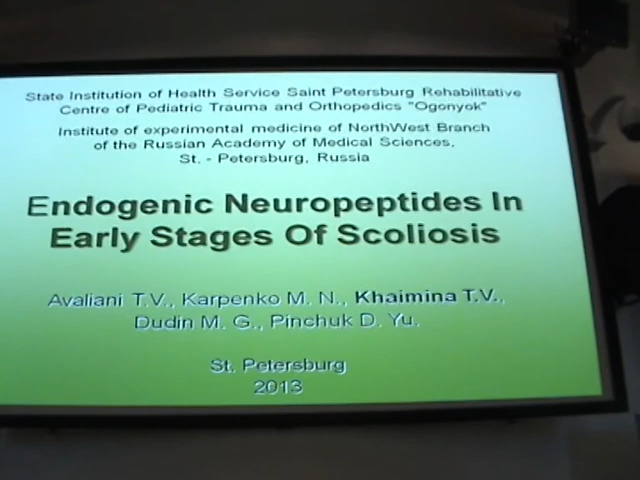 State Institution of Health Service Saint Petersburg Rehabilitative
Centre of Pediatric Trauma and Orthopedics "Ogonyok"
Institute of experimental medicine of NorthWest Branch
of the Russian Academy of Medical Sciences,
St. - Petersburg, Russia
Endogenic Neuropeptides In
Early Stages Of Scoliosis
Avaliani T.V., Karpenko M. N., Khaimina T.V.,
Dudin M. G., Pinchuk D. Yu.
St. Petersburg
2013